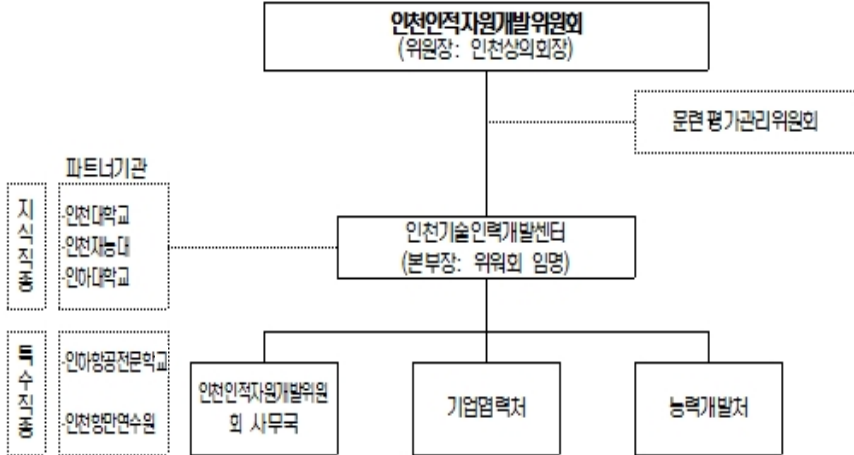 인천인적자원개발위원회
(위원장: 인천상의회장)
문련평가관리위원회
파트너기관
지식직종
-인천대학교
-인천재능대
-인하대학교
인천기술인력개발센터
(본부장: 위워회 임명)
특수직종
-인하항공전문학교
-인천항만연수원
인천인적자원개발위원
회 사무국
기업협력처
능력개발처